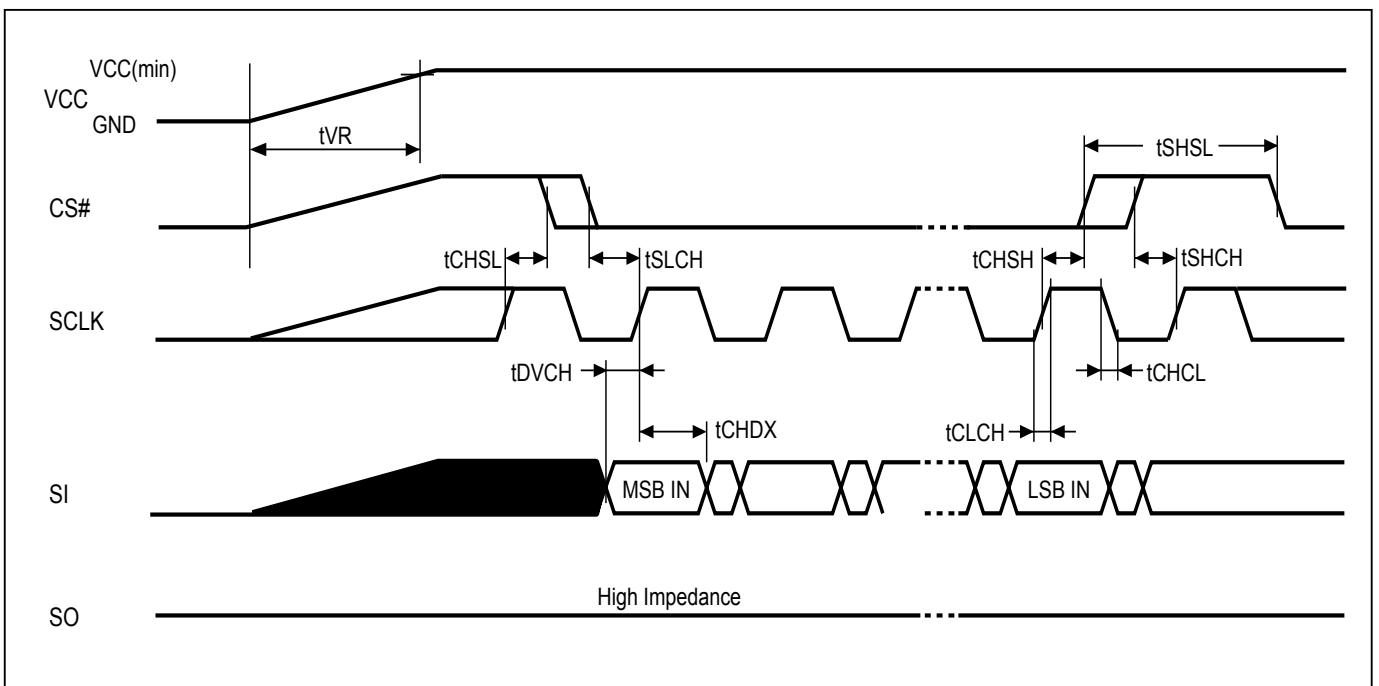 VCC(min)
VCC
GND
tVR
tSHSL
CS#
tCHSL
tSLCH
tCHSH
tSHCH
SCLK
tDVCH
tCHCL
tCHDX
tCLCH
SI
MSB IN
LSB IN
High Impedance
SO